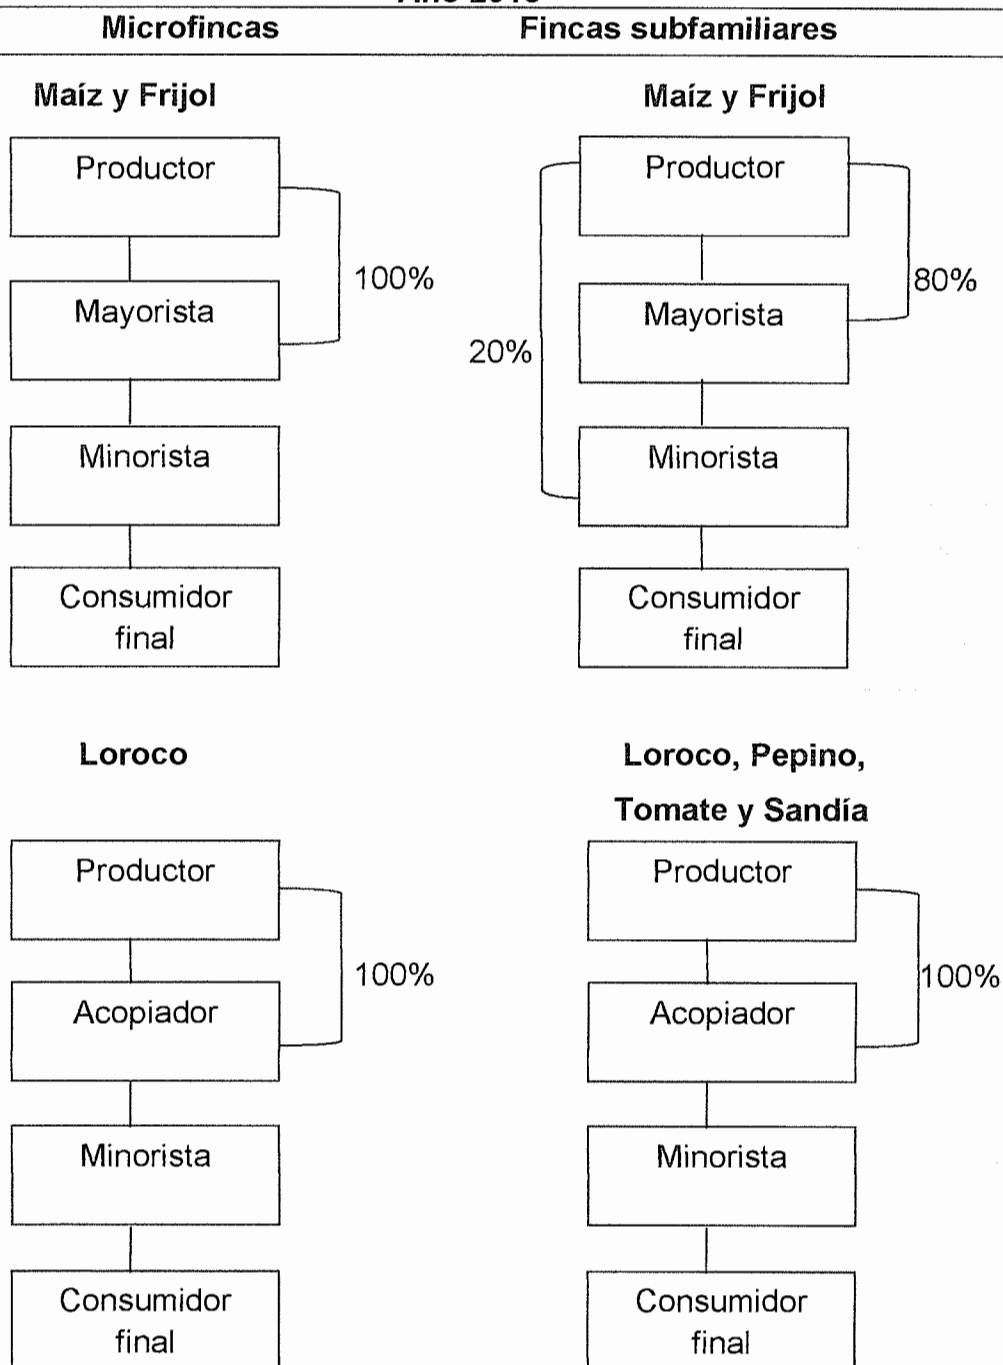 Microfincas
Fincas subfamiliares
Maíz y Frijol
Productor
100%
Mayorista
Minorista
Consumidor
final
Maíz y Frijol
Productor
80%
Mayorista
20%
Minorista
Consumidor
final
Loroco
Productor
100%
Acopiador
Minorista
Consumidor
final
Loroco, Pepino,
Tomate y Sandía
Productor
100%
Acopiador
Minorista
Consumidor
final